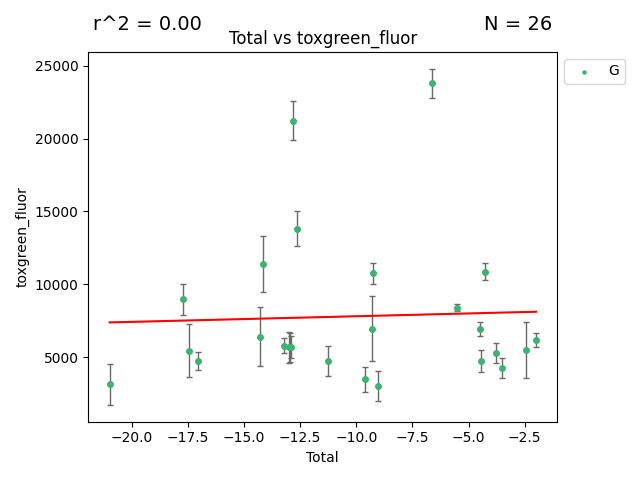 r^2 = 0.00
N = 26
Total vs toxgreen_fluor
G
25000
20000
15000
10000
5000
toxgreen_fluor
−20.0 −17.5 −15.0 −12.5 −10.0 −7.5 −5.0 −2.5
Total